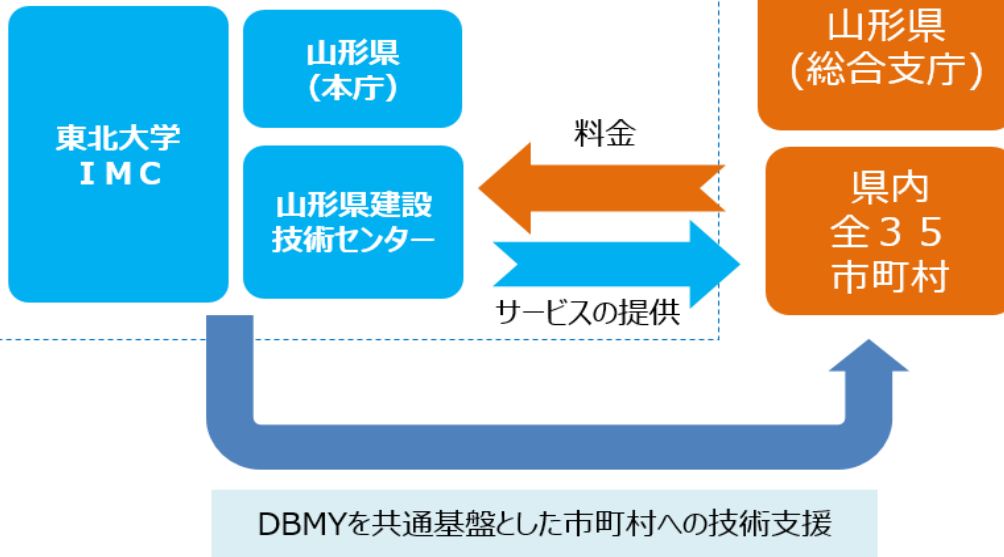 東北大学
ＩＭＣ
山形県
（本庁）
山形県建設
技術センター
料金
サービスの提供
山形県
(総合支庁)
県内
全３５
市町村
DBMYを共通基盤とした市町村への技術支援